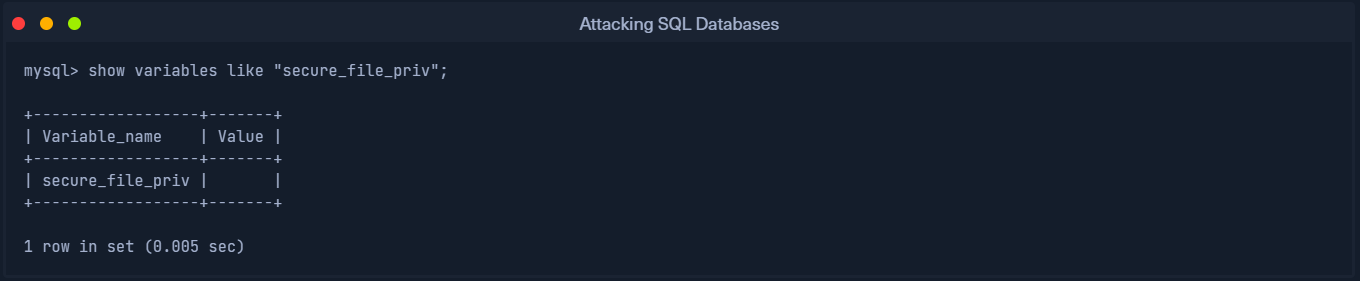 Attacking SQL Databases
mysql> show variables like "secure_file_priv";
+------------------+-------+
| Variable_name    | Value |
+------------------+-------+
| secure_file_priv |       |
+------------------+-------+
1 row in set (0.005 sec)